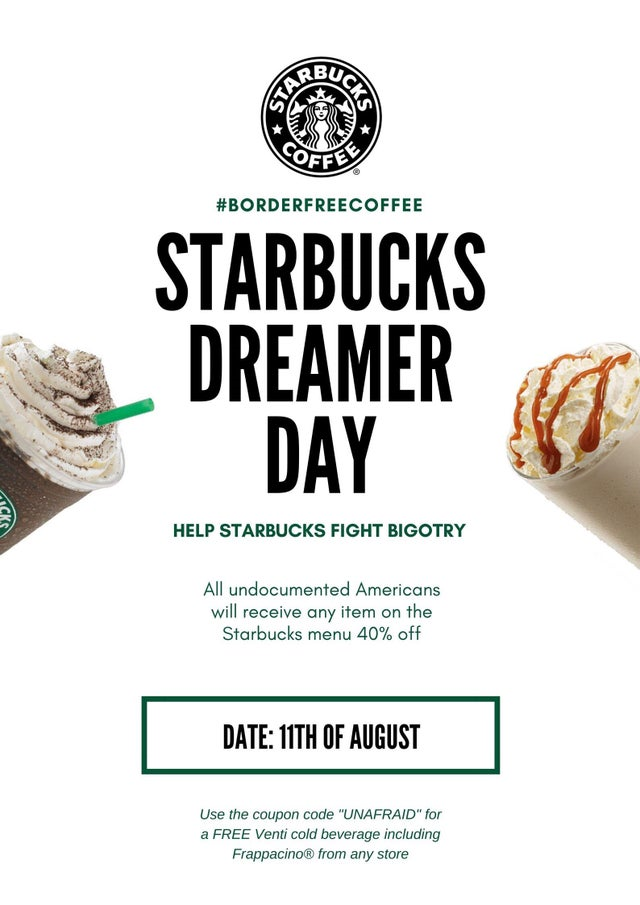 STARBUCKS
COFFEE
®
#BORDERFREECOFFEE
STARBUCKS
DREAMER
DAY
HELP STARBUCKS FIGHT BIGOTRY
All undocumented Americans
will receive any item on the
Starbucks menu 40% off
DATE: 11TH OF AUGUST
Use the coupon code "UNAFRAID" for
a FREE Venti cold beverage including
Frappacino® from any store